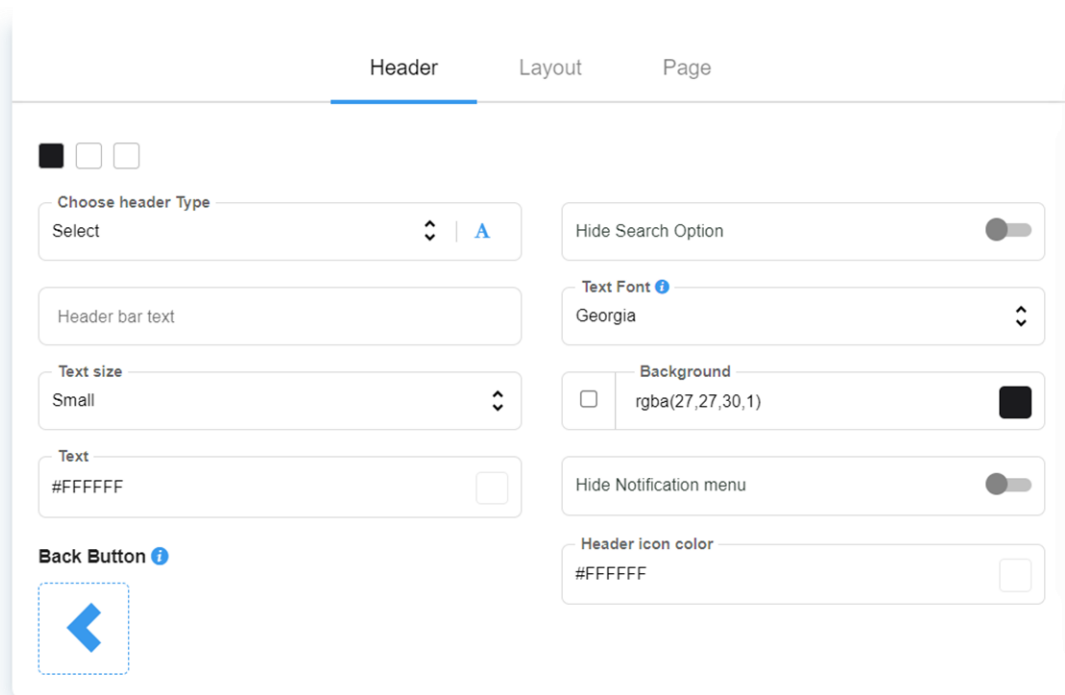 Header
Layout
Page
Choose header Type
Select
A
Hide Search Option
Header bar text
Text Font
Georgia
Text size
Small
Background
rgba(27,27,30,1)
Text
#FFFFFF
Hide Notification menu
Back Button
Header icon color
#FFFFFF